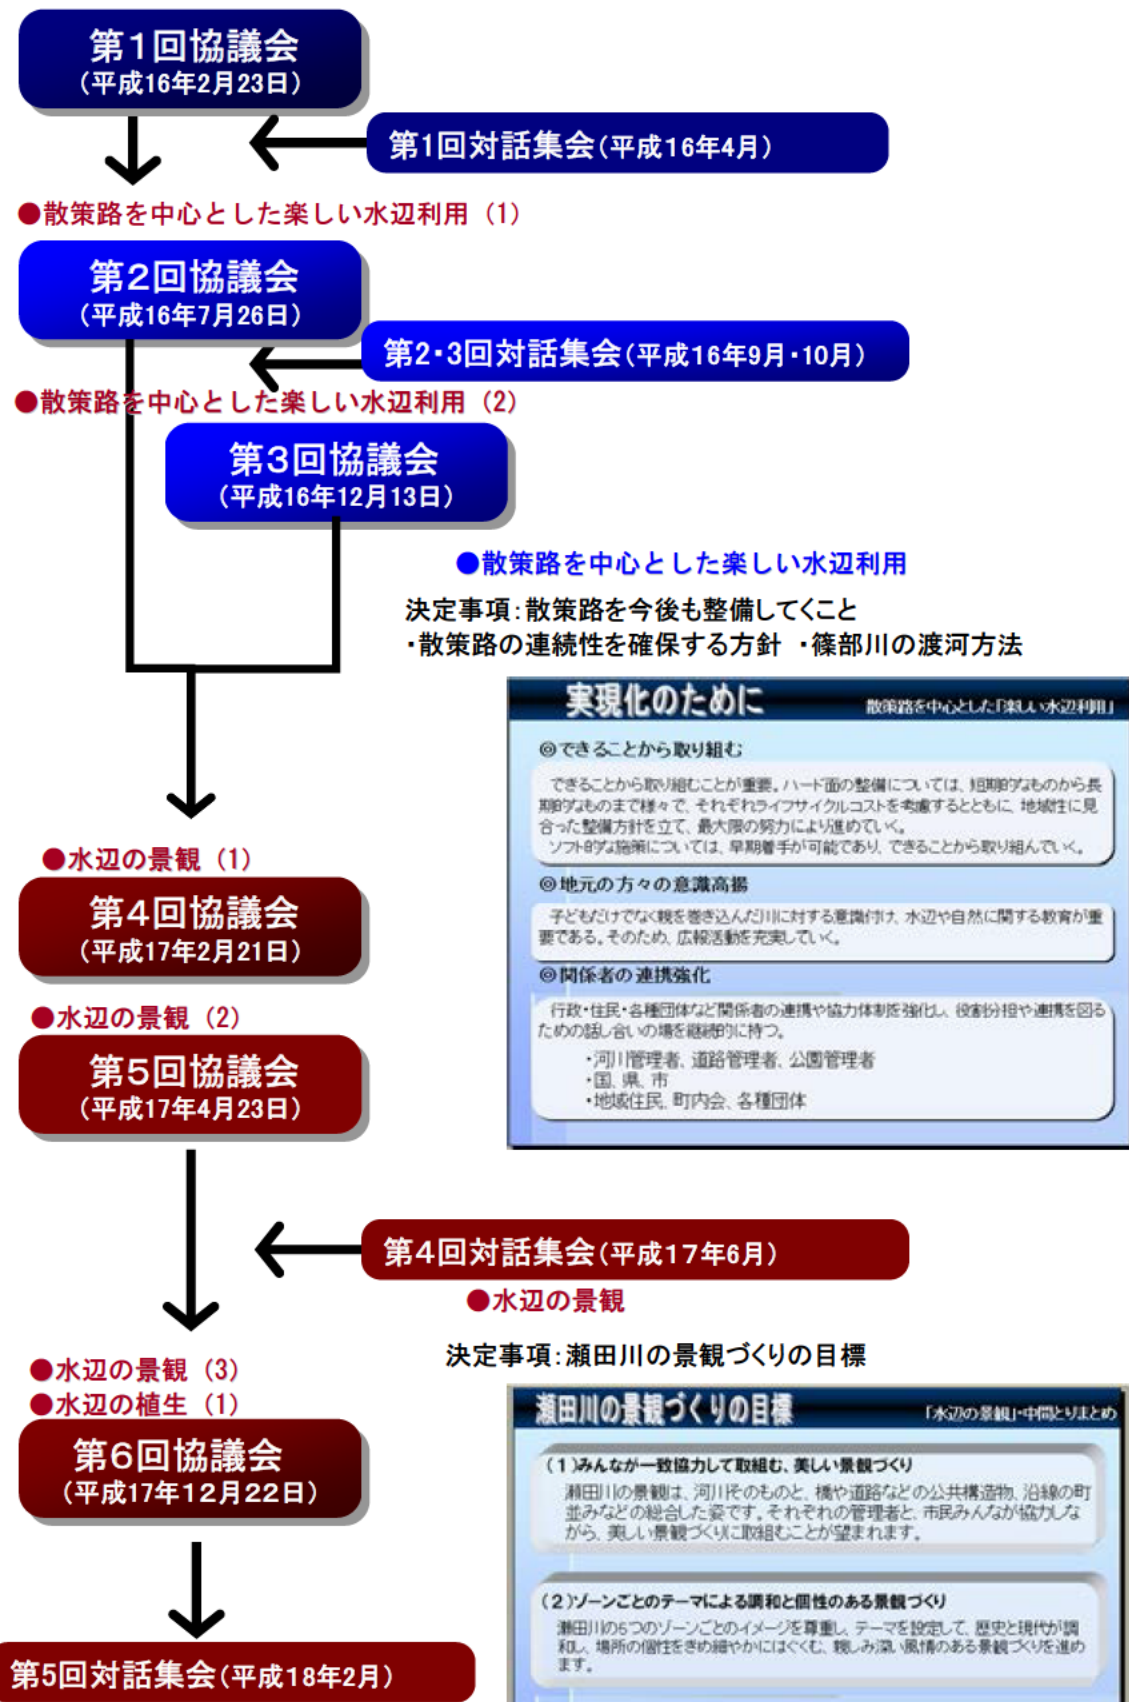 第1回協議会
(平成16年2月23日)
第1回対話集会(平成16年4月)
●散策路を中心とした楽しい水辺利用（1）
第2回協議会
(平成16年7月26日)
第2・3回対話集会(平成16年9月・10月)
●散策路を中心とした楽しい水辺利用（2）
第3回協議会
(平成16年12月13日)
●散策路を中心とした楽しい水辺利用
決定事項：散策路を今後も整備してくこと
・散策路の連続性を確保する方針 ・篠部川の渡河方法
実現化のために
散策路を中心とした「楽しい水辺利用」
◎できることから取り組む
できることから取り組むことが重要。ハード面の整備については、短期的なものから長
期的なものまで様々で、それぞれライフサイクルコストを考慮するとともに、地域性に見
合った整備方針を立て、最大限の努力により進めていく。
ソフト的な施策については、早期着手が可能であり、できることから取り組んでいく。
◎地元の方々の意識高揚
子どもだけでなく親を巻き込んだ川に対する意識付け、水辺や自然に関する教育が重
要である。そのため、広報活動を充実していく。
◎関係者の連携強化
行政・住民・各種団体など関係者の連携や協力体制を強化し、役割分担や連携を図る
ための話し合いの場を継続的に持つ。
・河川管理者、道路管理者、公園管理者
・国、県、市
・地域住民、町内会、各種団体
●水辺の景観（1）
第4回協議会
(平成17年2月21日)
●水辺の景観（2）
第5回協議会
(平成17年4月23日)
第4回対話集会(平成17年6月)
●水辺の景観
決定事項：瀬田川の景観づくりの目標
●水辺の景観（3）
●水辺の植生（1）
第6回協議会
(平成17年12月22日)
瀬田川の景観づくりの目標
「水辺の景観」・中間とりまとめ
(1)みんなが一致協力して取組む、美しい景観づくり
瀬田川の景観は、河川そのものと、橋や道路などの公共構造物、沿線の町
並みなどの総合した姿です。それぞれの管理者と、市民みんなが協力しな
がら、美しい景観づくりに取組むことが望まれます。
(2)ゾーンごとのテーマによる調和と個性のある景観づくり
瀬田川の5つのゾーンごとのイメージを尊重し、テーマを設定して、歴史と現代が調
和し、場所の個性をきめ細やかにはぐくむ、親しみ深い風情のある景観づくりを進め
ます。
第5回対話集会(平成18年2月)